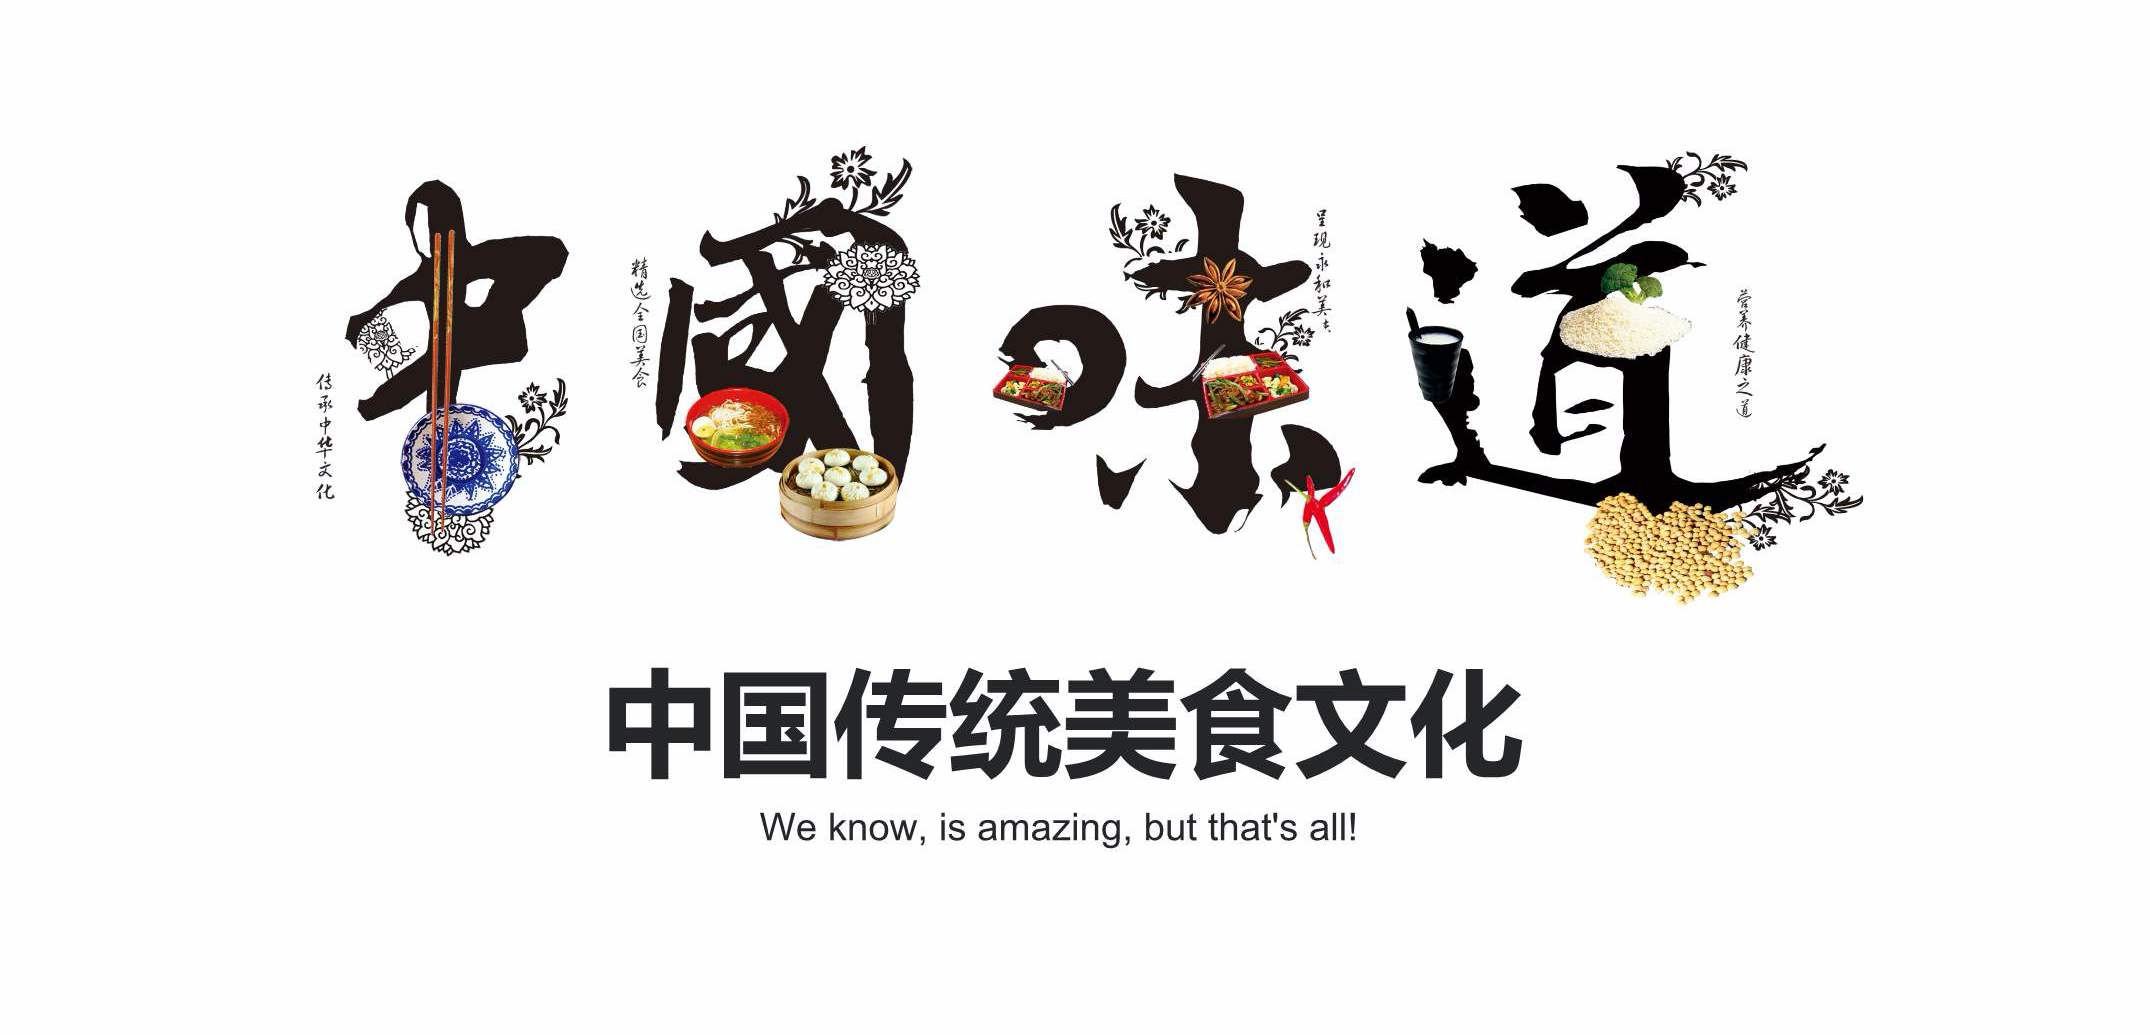 中國味道
传承中华文化
精选全国美食
呈现永和美士
营养健康之道
中国传统美食文化
We know, is amazing, but that's all!